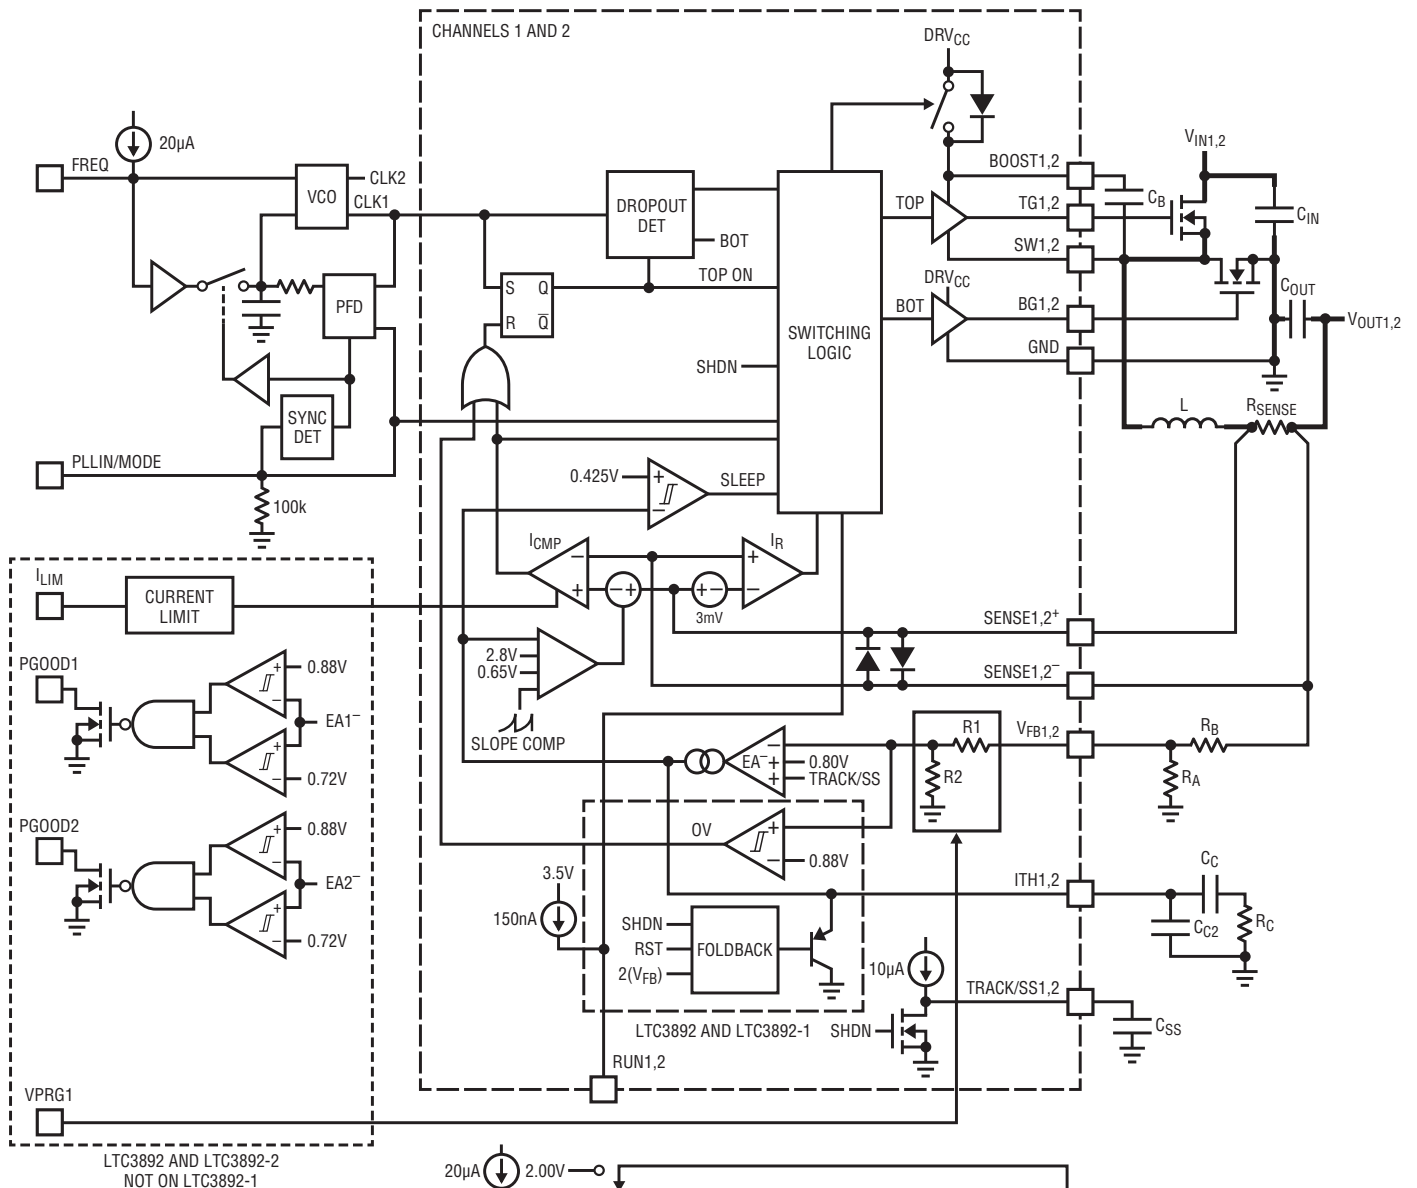 CHANNELS 1 AND 2
DRVCC
20µA
FREQ
VCO
CLK2
CLK1
PFD
SYNC
DET
PLLIN/MODE
100k
DROPOUT
DET
BOT
TOP ON
S Q
R Q̅
SHDN
SWITCHING
LOGIC
TOP
BOT
DRVCC
BOOST1,2
TG1,2
SW1,2
BG1,2
GND
VIN1,2
CB
CIN
COUT
VOUT1,2
L
RSENSE
0.425V
+
−
SLEEP
ICMP
−
+
− +
+ −
3mV
IR
+
−
SENSE1,2+
SENSE1,2−
ILIM
CURRENT
LIMIT
2.8V
0.65V
SLOPE COMP
PGOOD1
+
0.88V
−
EA1−
+
−
0.72V
PGOOD2
+
0.88V
−
EA2−
+
−
0.72V
EA−
−
+
0.80V
+
TRACK/SS
R1
R2
VFB1,2
RB
RA
OV
+
−
0.88V
3.5V
150nA
SHDN
RST
2(VFB)
FOLDBACK
ITH1,2
CC
CC2
RC
10µA
TRACK/SS1,2
CSS
LTC3892 AND LTC3892-1
SHDN
RUN1,2
VPRG1
LTC3892 AND LTC3892-2
NOT ON LTC3892-1
20µA
2.00V